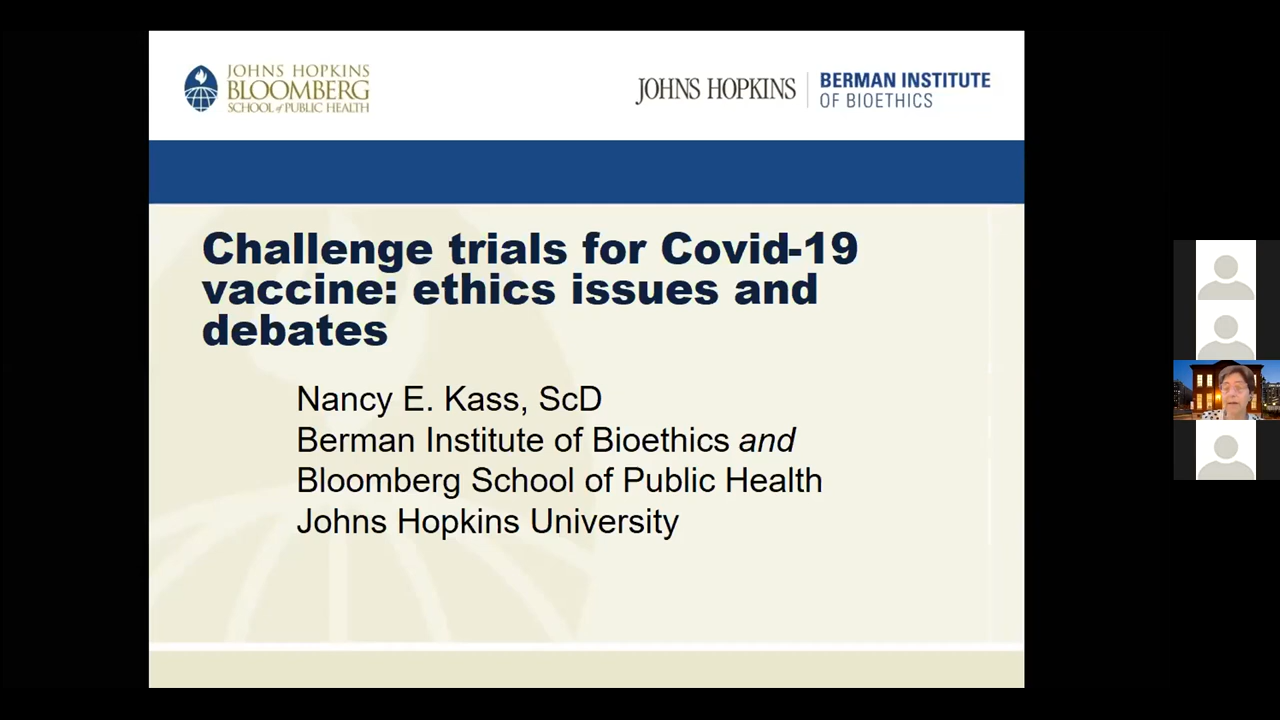 JOHNS HOPKINS
BLOOMBERG
SCHOOL of PUBLIC HEALTH
JOHNS HOPKINS
BERMAN INSTITUTE
OF BIOETHICS
Challenge trials for Covid-19
vaccine: ethics issues and
debates
Nancy E. Kass, ScD
Berman Institute of Bioethics and
Bloomberg School of Public Health
Johns Hopkins University